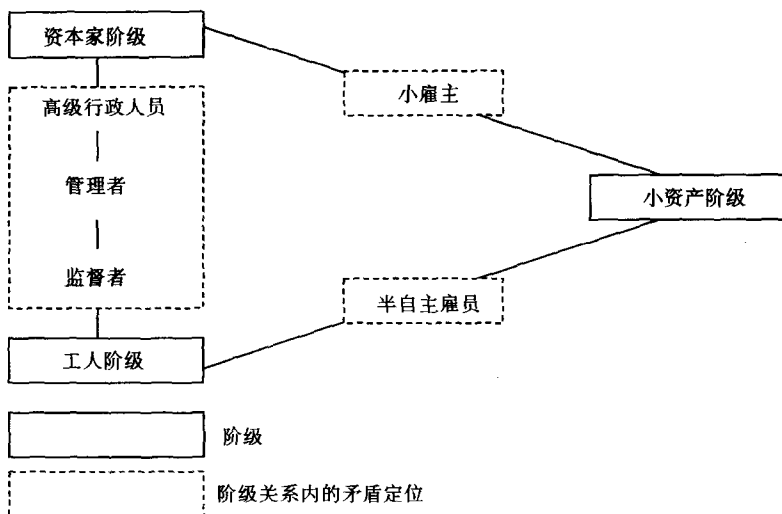 资本家阶级
高级行政人员
小雇主
管理者
小资产阶级
监督者
半自主雇员
工人阶级
阶级
阶级关系内的矛盾定位